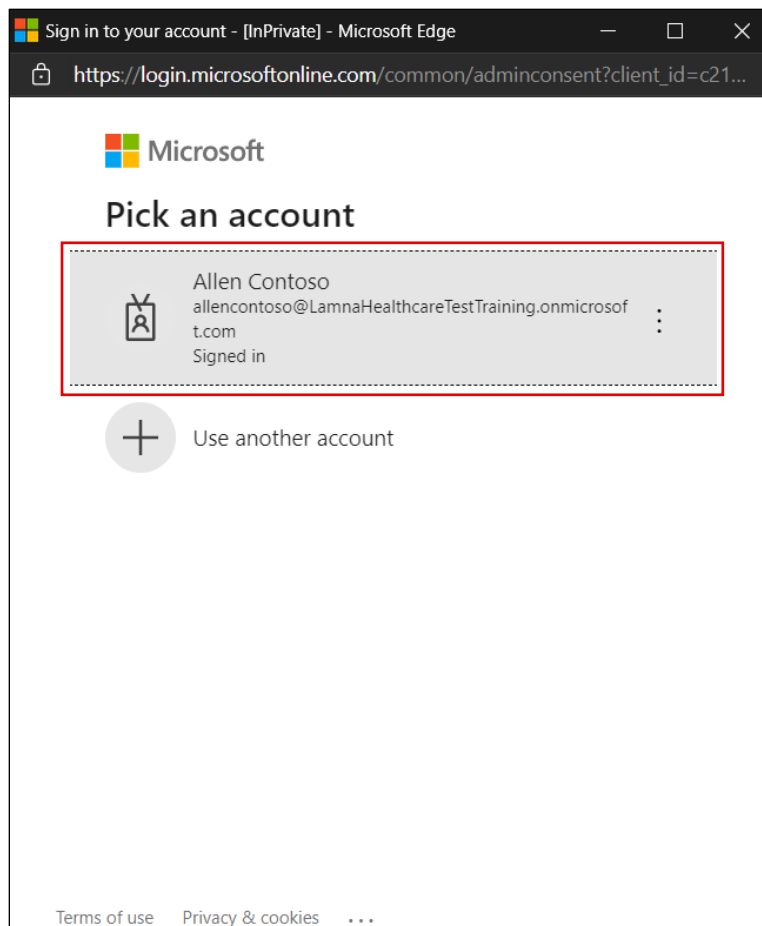 Sign in to your account - [InPrivate] - Microsoft Edge
https://login.microsoftonline.com/common/adminconsent?client_id=c21...
Microsoft
Pick an account
Allen Contoso
allencontoso@LamnaHealthcareTestTraining.onmicrosof
t.com
Signed in
Use another account
Terms of use Privacy & cookies ...